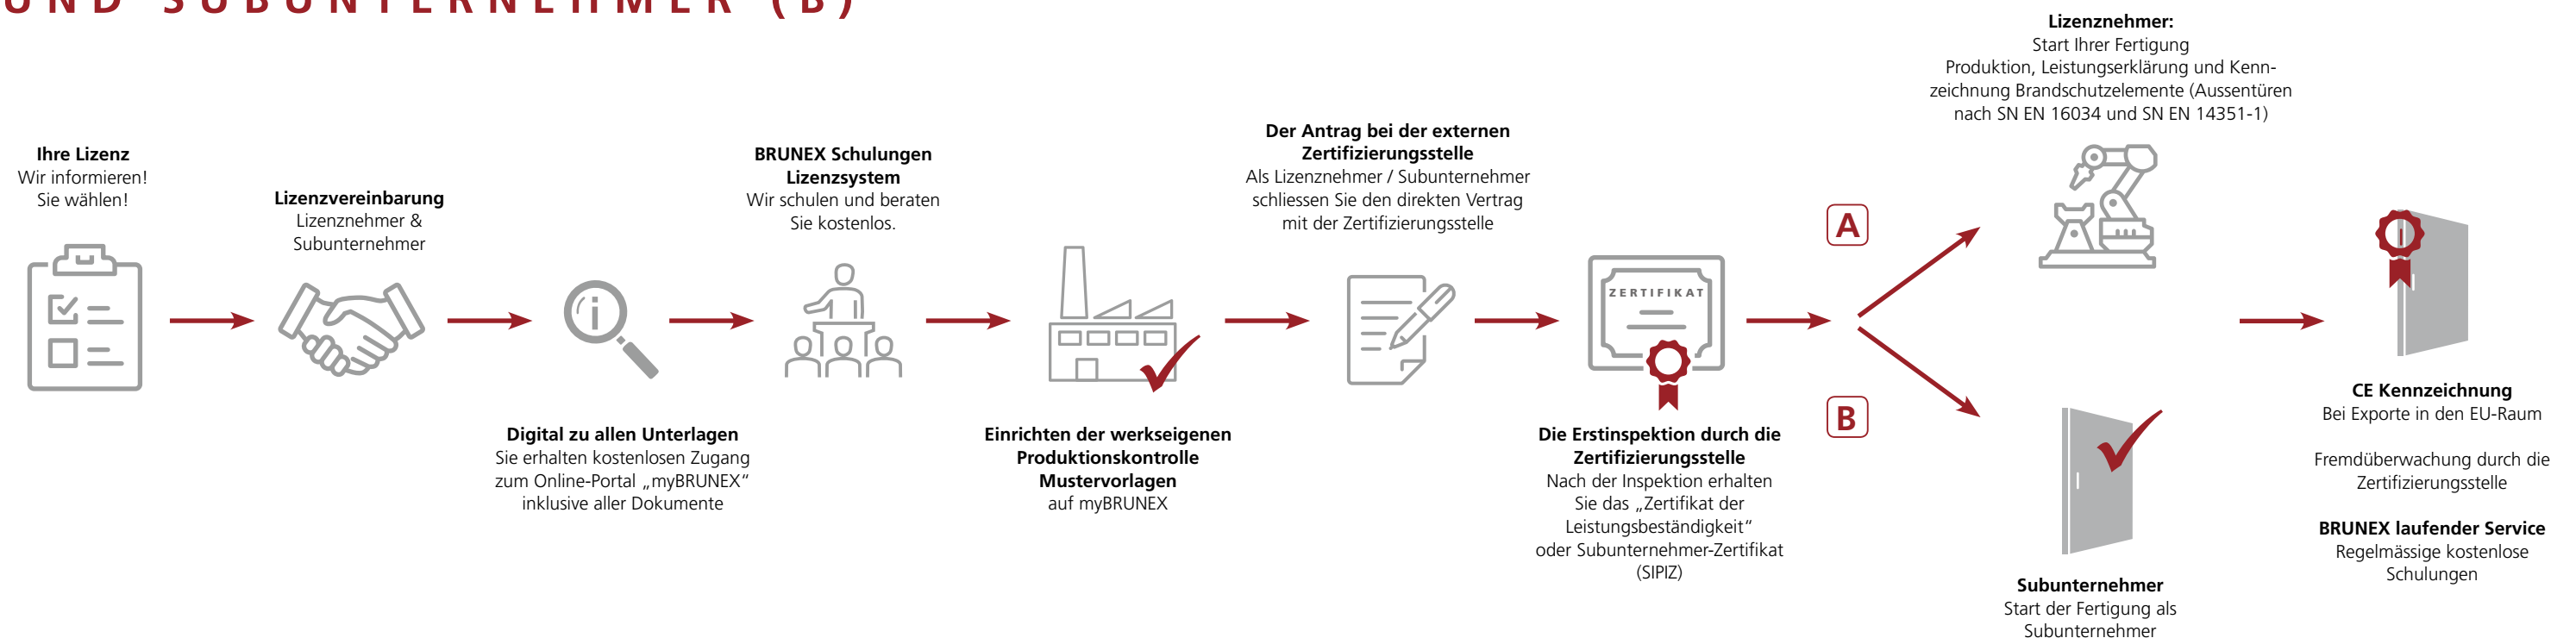 UND SUBUNTERNEHMER (B)
Ihre Lizenz
Wir informieren!
Sie wählen!
Lizenzvereinbarung
Lizenznehmer &
Subunternehmer
Digital zu allen Unterlagen
Sie erhalten kostenlosen Zugang
zum Online-Portal „myBRUNEX“
inklusive aller Dokumente
BRUNEX Schulungen
Lizenzsystem
Wir schulen und beraten
Sie kostenlos.
Einrichten der werkseigenen
Produktionskontrolle
Mustervorlagen
auf myBRUNEX
Der Antrag bei der externen
Zertifizierungsstelle
Als Lizenznehmer / Subunternehmer
schliessen Sie den direkten Vertrag
mit der Zertifizierungsstelle
ZERTIFIKAT
Die Erstinspektion durch die
Zertifizierungsstelle
Nach der Inspektion erhalten
Sie das „Zertifikat der
Leistungsbeständigkeit“
oder Subunternehmer-Zertifikat
(SIPIZ)
A
Lizenznehmer:
Start Ihrer Fertigung
Produktion, Leistungserklärung und Kenn-
zeichnung Brandschutzelemente (Aussentüren
nach SN EN 16034 und SN EN 14351-1)
B
Subunternehmer
Start der Fertigung als
Subunternehmer
CE Kennzeichnung
Bei Exporte in den EU-Raum
Fremdüberwachung durch die
Zertifizierungsstelle
BRUNEX laufender Service
Regelmässige kostenlose
Schulungen